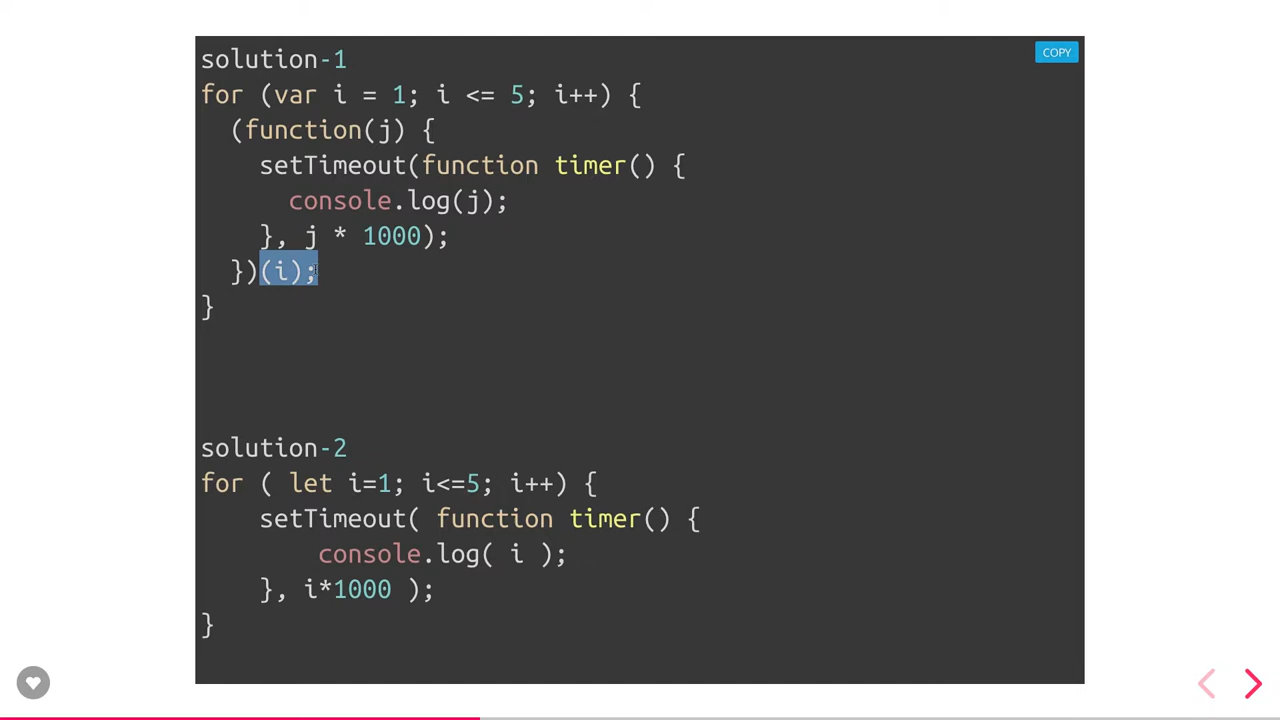 COPY
solution-1
for (var i = 1; i <= 5; i++) {
  (function(j) {
    setTimeout(function timer() {
      console.log(j);
    }, j * 1000);
  })(i);
}
solution-2
for ( let i=1; i<=5; i++) {
    setTimeout( function timer() {
        console.log( i );
    }, i*1000 );
}